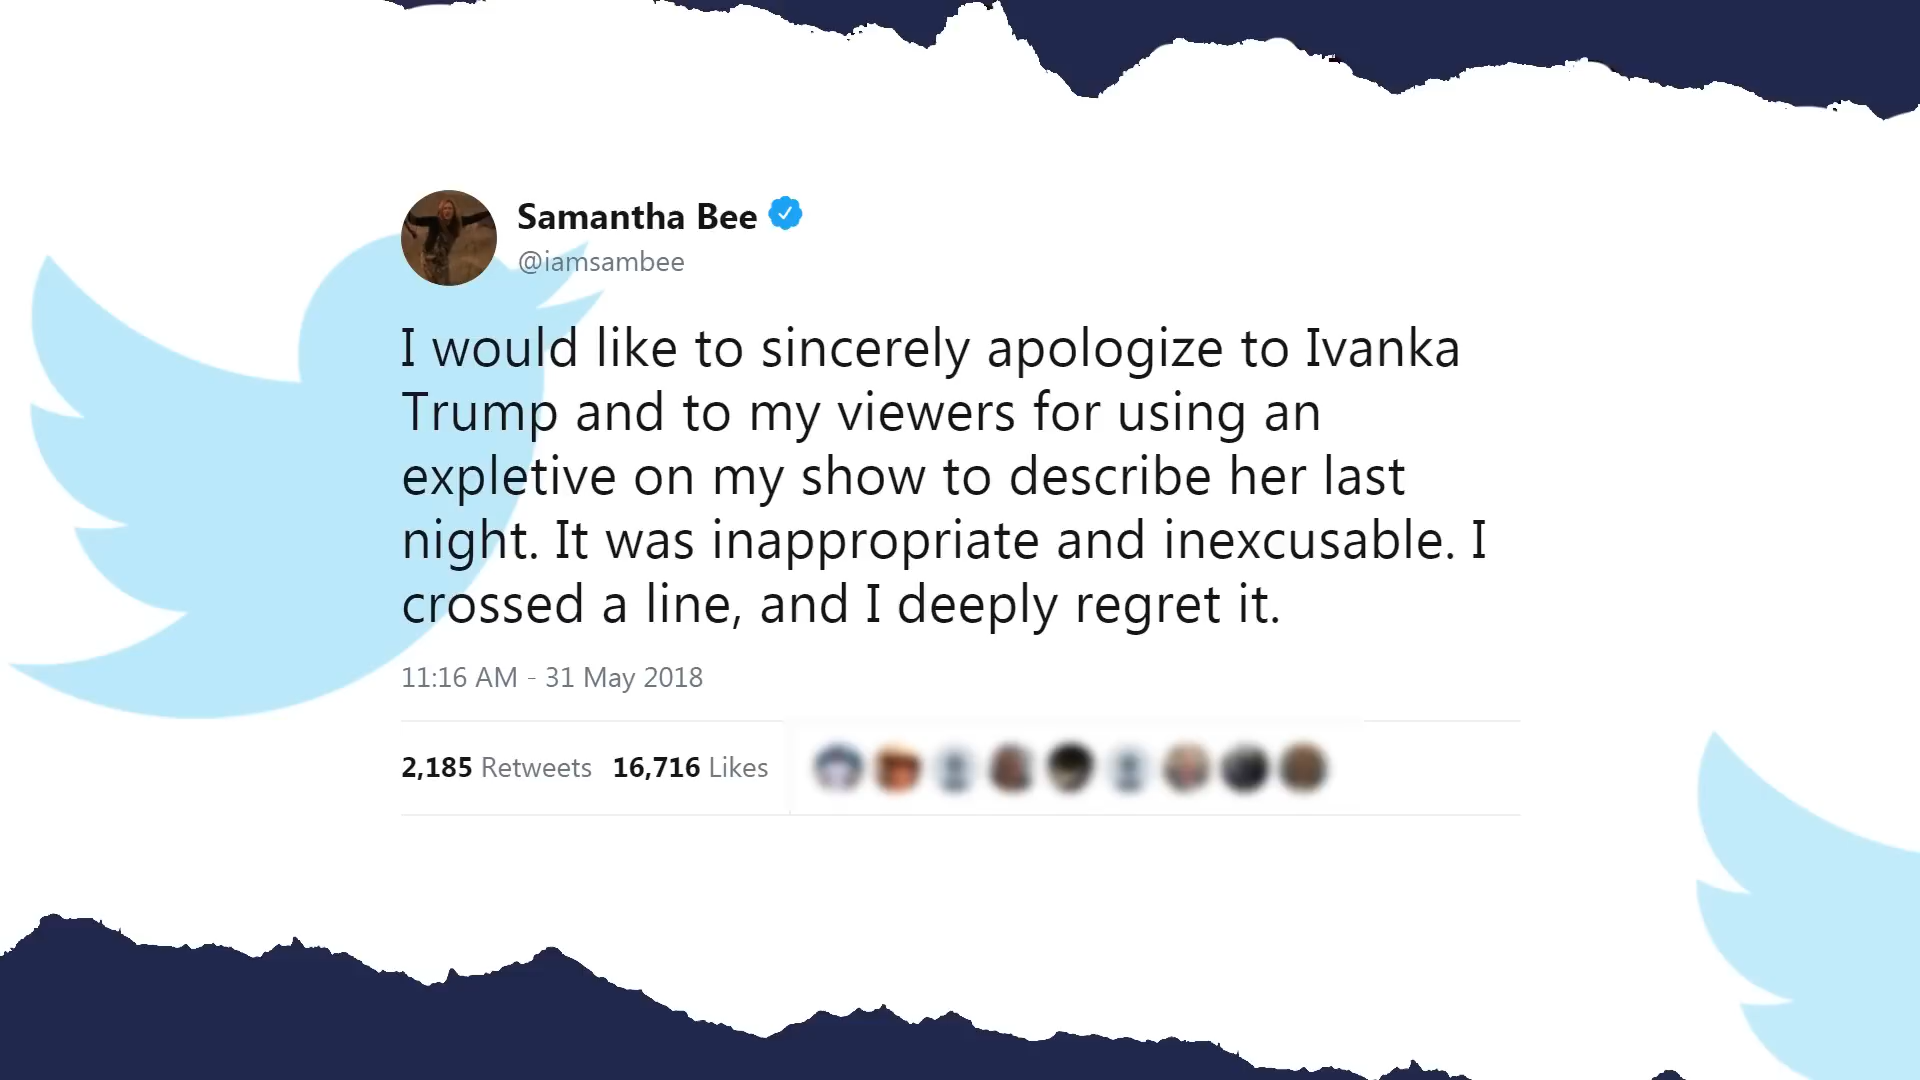 Samantha Bee
@iamsambee
I would like to sincerely apologize to Ivanka
Trump and to my viewers for using an
expletive on my show to describe her last
night. It was inappropriate and inexcusable. I
crossed a line, and I deeply regret it.
11:16 AM - 31 May 2018
2,185 Retweets 16,716 Likes